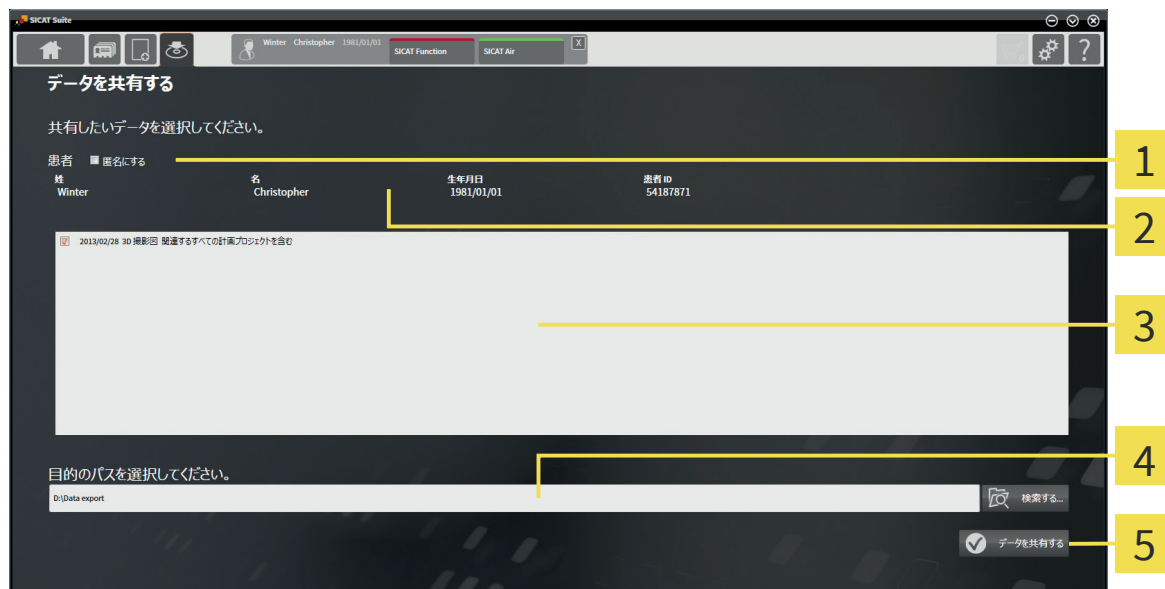 SICAT Suite
Winter Christopher 1981/01/01
SICAT Function
SICAT Air
X
?
データを共有する
共有したいデータを選択してください。
患者 匿名にする
姓 名 生年月日 患者 ID
Winter Christopher 1981/01/01 54187871
2013/02/28 3D 撮影図 関連するすべての計画プロジェクトを含む
目的のパスを選択してください。
D:\Data export
検索する...
データを共有する
1
2
3
4
5